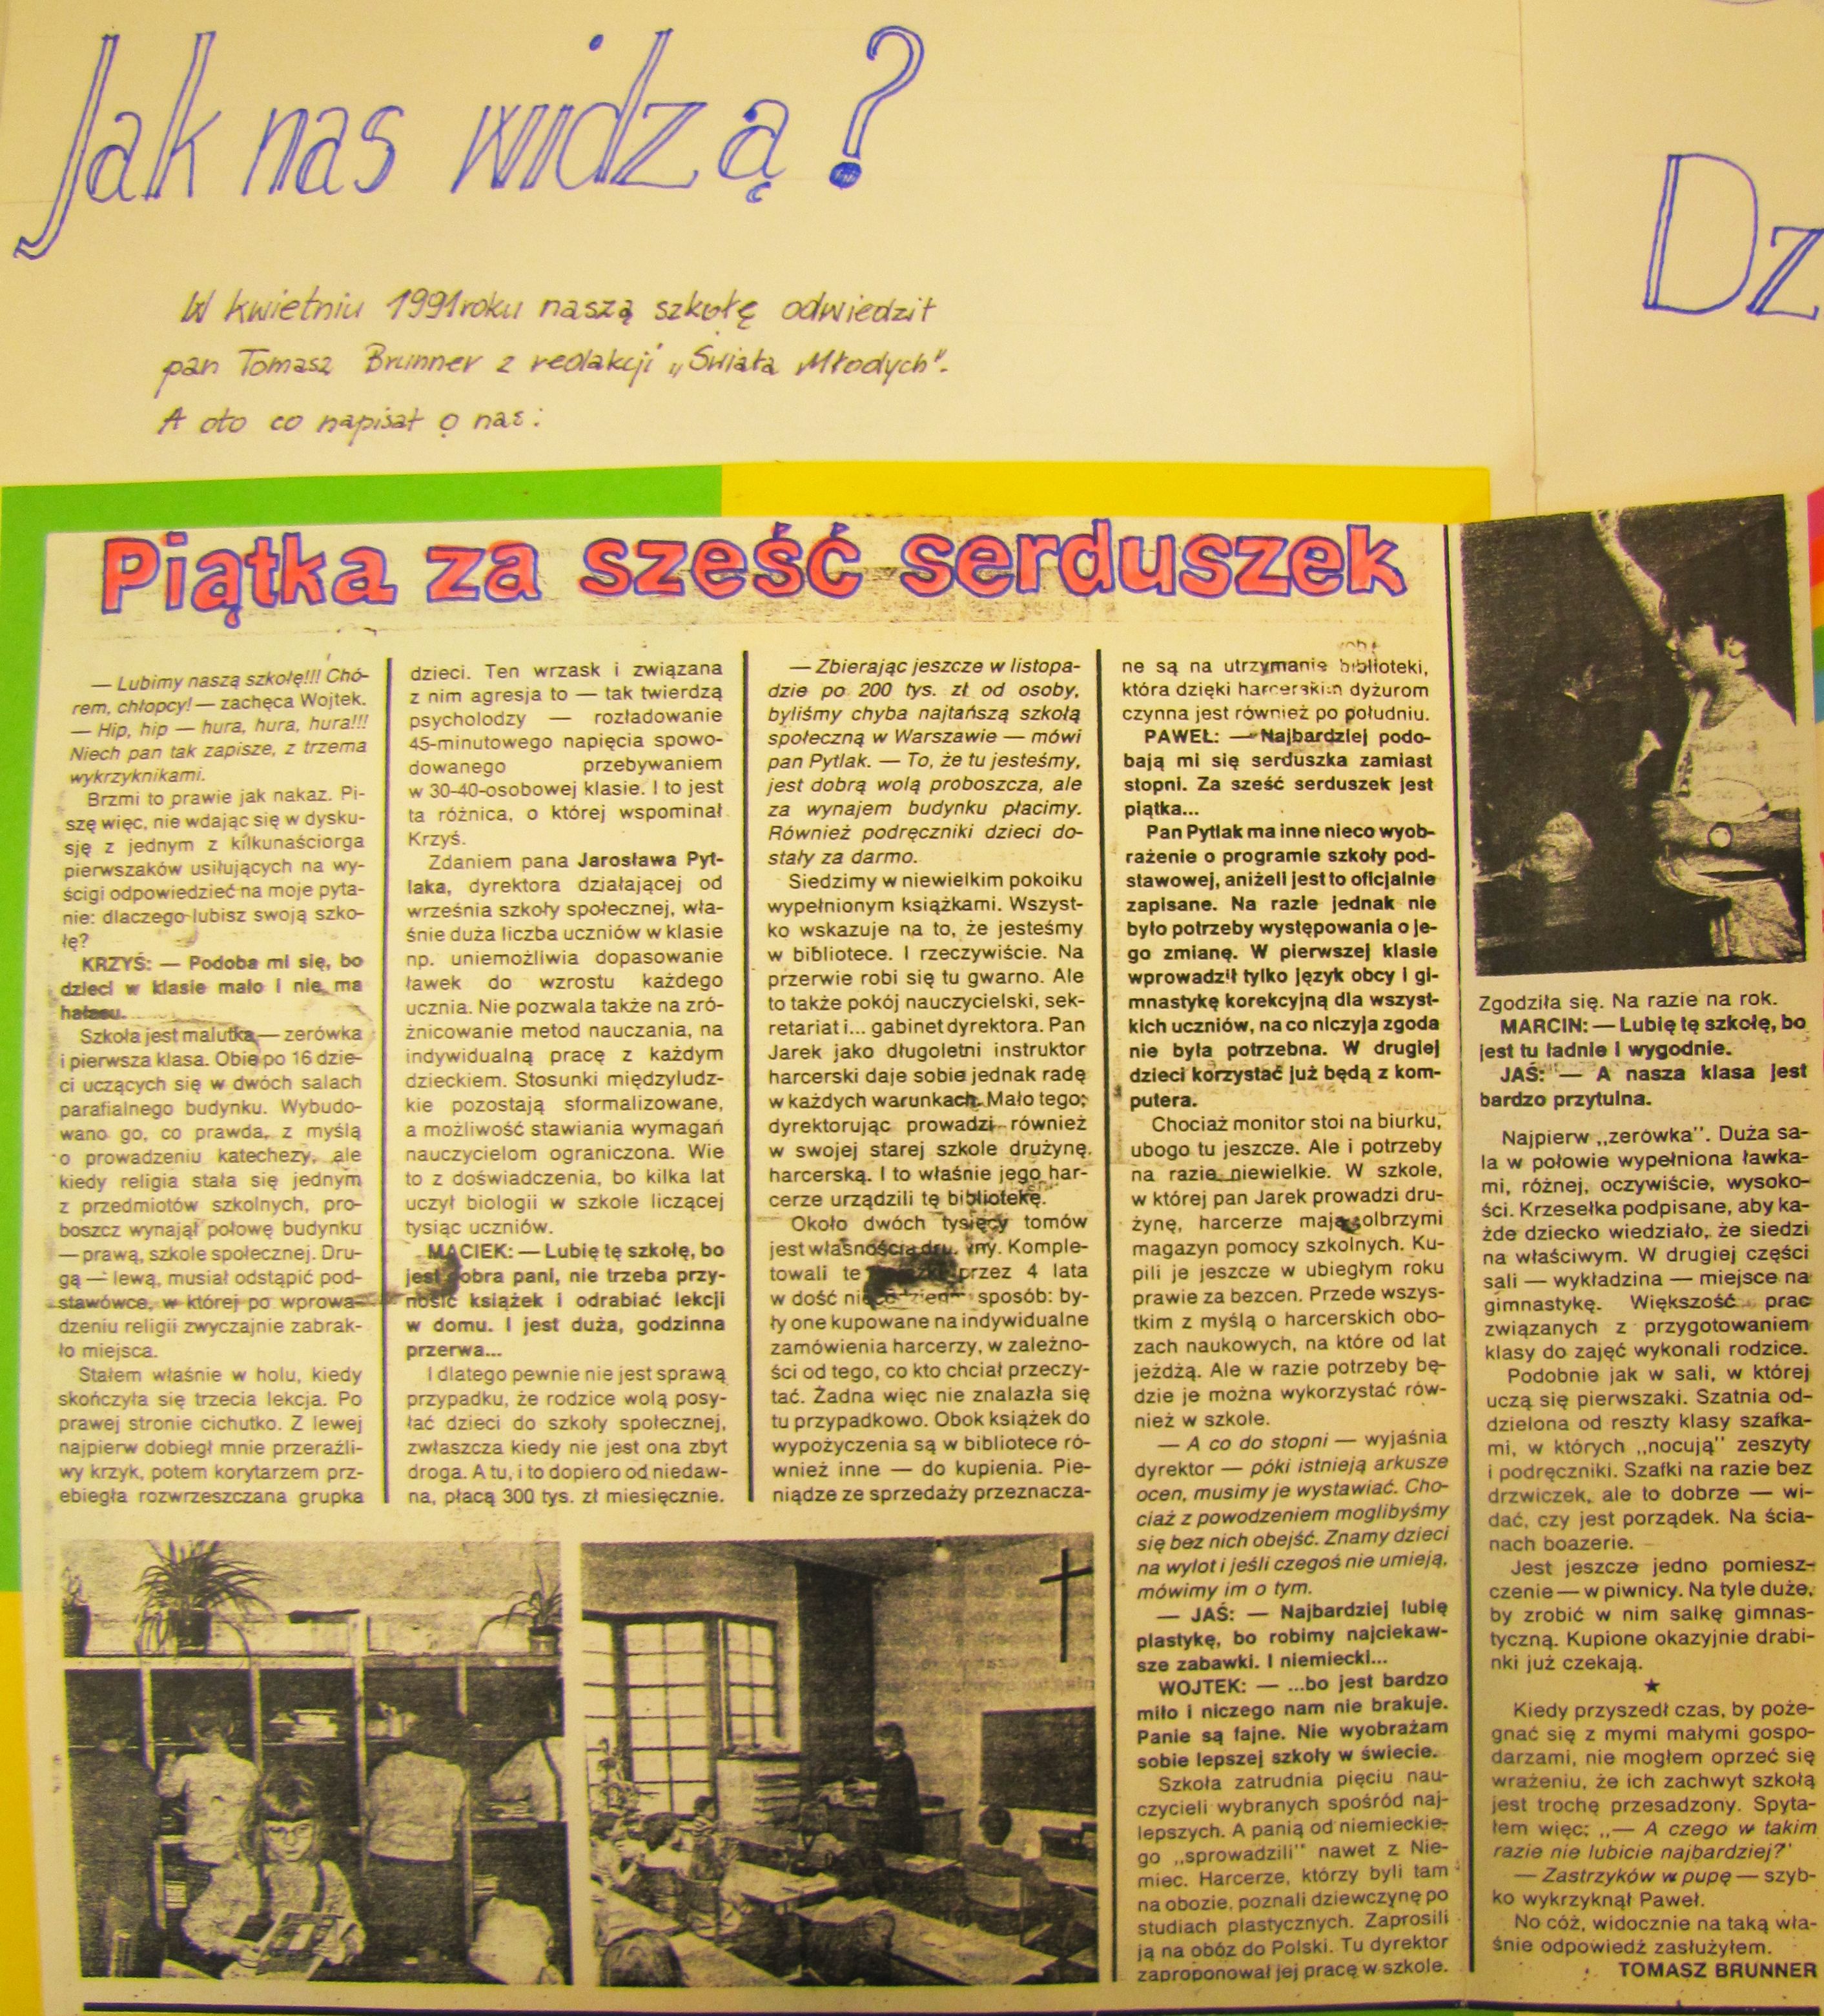 Jak nas widzą?
Dz
W kwietniu 1991 roku naszą szkołę odwiedził
pan Tomasz Brunner z redakcji „Świata Młodych".
A oto co napisał o nas:
Piątka za sześć serduszek
— Lubimy naszą szkołę!!! Chó-
rem, chłopcy! — zachęca Wojtek.
— Hip, hip — hura, hura, hura!!!
Niech pan tak zapisze, z trzema
wykrzyknikami.
Brzmi to prawie jak nakaz. Pi-
szę więc, nie wdając się w dysku-
sję z jednym z kilkunaściorga
pierwszaków usiłujących na wy-
ścigi odpowiedzieć na moje pyta-
nie: dlaczego lubisz swoją szko-
łę?
KRZYŚ: — Podoba mi się, bo
dzieci w klasie mało i nie ma
hałasu.
Szkoła jest malutka — zerówka
i pierwsza klasa. Obie po 16 dzie-
ci uczących się w dwóch salach
parafialnego budynku. Wybudo-
wano go, co prawda, z myślą
o prowadzeniu katechezy, ale
kiedy religia stała się jednym
z przedmiotów szkolnych, pro-
boszcz wynajął połowę budynku
— prawą, szkole społecznej. Dru-
gą — lewą, musiał odstąpić pod-
stawówce, w której po wprowa-
dzeniu religii zwyczajnie zabrak-
ło miejsca.
Stałem właśnie w holu, kiedy
skończyła się trzecia lekcja. Po
prawej stronie cichutko. Z lewej
najpierw dobiegł mnie przeraźli-
wy krzyk, potem korytarzem prz-
ebiegła rozwrzeszczana grupka
dzieci. Ten wrzask i związana
z nim agresja to — tak twierdzą
psycholodzy — rozładowanie
45-minutowego napięcia spowo-
dowanego przebywaniem
w 30-40-osobowej klasie. I to jest
ta różnica, o której wspominał
Krzyś.
Zdaniem pana Jarosława Pyt-
laka, dyrektora działającej od
września szkoły społecznej, wła-
śnie duża liczba uczniów w klasie
np. uniemożliwia dopasowanie
ławek do wzrostu każdego
ucznia. Nie pozwala także na zró-
żnicowanie metod nauczania, na
indywidualną pracę z każdym
dzieckiem. Stosunki międzyludz-
kie pozostają sformalizowane,
a możliwość stawiania wymagań
nauczycielom ograniczona. Wie
to z doświadczenia, bo kilka lat
uczył biologii w szkole liczącej
tysiąc uczniów.
MACIEK: — Lubię tę szkołę, bo
jest dobra pani, nie trzeba przy-
nosić książek i odrabiać lekcji
w domu. I jest duża, godzinna
przerwa...
I dlatego pewnie nie jest sprawą
przypadku, że rodzice wolą posy-
łać dzieci do szkoły społecznej,
zwłaszcza kiedy nie jest ona zbyt
droga. A tu, i to dopiero od niedaw-
na, płacą 300 tys. zł miesięcznie.
— Zbierając jeszcze w listopa-
dzie po 200 tys. zł od osoby,
byliśmy chyba najtańszą szkołą
społeczną w Warszawie — mówi
pan Pytlak. — To, że tu jesteśmy,
jest dobrą wolą proboszcza, ale
za wynajem budynku płacimy.
Również podręczniki dzieci do-
stały za darmo.
Siedzimy w niewielkim pokoiku
wypełnionym książkami. Wszyst-
ko wskazuje na to, że jesteśmy
w bibliotece. I rzeczywiście. Na
przerwie robi się tu gwarno. Ale
to także pokój nauczycielski, sek-
retariat i... gabinet dyrektora. Pan
Jarek jako długoletni instruktor
harcerski daje sobie jednak radę
w każdych warunkach. Mało tego;
dyrektorując prowadzi również
w swojej starej szkole drużynę
harcerską. I to właśnie jego har-
cerze urządzili tę bibliotekę.
Około dwóch tysięcy tomów
jest własnością dru. ny. Komple-
towali te przez 4 lata
w dość sposób: by-
ły one kupowane na indywidualne
zamówienia harcerzy, w zależno-
ści od tego, co kto chciał przeczy-
tać. Żadna więc nie znalazła się
tu przypadkowo. Obok książek do
wypożyczenia są w bibliotece ró-
wnież inne — do kupienia. Pie-
niądze ze sprzedaży przeznacza-
ne są na utrzymanie biblioteki,
która dzięki harcerskim dyżurom
czynna jest również po południu.
PAWEŁ: — Najbardziej podo-
bają mi się serduszka zamiast
stopni. Za sześć serduszek jest
piątka...
Pan Pytlak ma inne nieco wyob-
rażenie o programie szkoły pod-
stawowej, aniżeli jest to oficjalnie
zapisane. Na razie jednak nie
było potrzeby występowania o je-
go zmianę. W pierwszej klasie
wprowadził tylko język obcy i gi-
mnastykę korekcyjną dla wszyst-
kich uczniów, na co niczyja zgoda
nie była potrzebna. W drugiej
dzieci korzystać już będą z kom-
putera.
Chociaż monitor stoi na biurku,
ubogo tu jeszcze. Ale i potrzeby
na razie niewielkie. W szkole,
w której pan Jarek prowadzi dru-
żynę, harcerze mają olbrzymi
magazyn pomocy szkolnych. Ku-
pili je jeszcze w ubiegłym roku
prawie za bezcen. Przede wszys-
tkim z myślą o harcerskich obo-
zach naukowych, na które od lat
jeżdżą. Ale w razie potrzeby bę-
dzie je można wykorzystać rów-
nież w szkole.
— A co do stopni — wyjaśnia
dyrektor — póki istnieją arkusze
ocen, musimy je wystawiać. Cho-
ciaż z powodzeniem moglibyśmy
się bez nich obejść. Znamy dzieci
na wylot i jeśli czegoś nie umieją,
mówimy im o tym.
— JAŚ: — Najbardziej lubię
plastykę, bo robimy najciekaw-
sze zabawki. I niemiecki...
WOJTEK: — ...bo jest bardzo
miło i niczego nam nie brakuje.
Panie są fajne. Nie wyobrażam
sobie lepszej szkoły w świecie.
Szkoła zatrudnia pięciu nau-
czycieli wybranych spośród naj-
lepszych. A panią od niemieckie-
go „sprowadzili" nawet z Nie-
miec. Harcerze, którzy byli tam
na obozie, poznali dziewczynę po
studiach plastycznych. Zaprosili
ją na obóz do Polski. Tu dyrektor
zaproponował jej pracę w szkole.
Zgodziła się. Na razie na rok.
MARCIN: — Lubię tę szkołę, bo
jest tu ładnie i wygodnie.
JAŚ: — A nasza klasa jest
bardzo przytulna.
Najpierw „zerówka". Duża sa-
la w połowie wypełniona ławka-
mi, różnej, oczywiście, wysoko-
ści. Krzesełka podpisane, aby ka-
żde dziecko wiedziało, że siedzi
na właściwym. W drugiej części
sali — wykładzina — miejsce na
gimnastykę. Większość prac
związanych z przygotowaniem
klasy do zajęć wykonali rodzice.
Podobnie jak w sali, w której
uczą się pierwszaki. Szatnia od-
dzielona od reszty klasy szafka-
mi, w których „nocują" zeszyty
i podręczniki. Szafki na razie bez
drzwiczek, ale to dobrze — wi-
dać, czy jest porządek. Na ścia-
nach boazerie.
Jest jeszcze jedno pomiesz-
czenie — w piwnicy. Na tyle duże,
by zrobić w nim salkę gimnas-
tyczną. Kupione okazyjnie drabi-
nki już czekają.
★
Kiedy przyszedł czas, by poże-
gnać się z mymi małymi gospo-
darzami, nie mogłem oprzeć się
wrażeniu, że ich zachwyt szkołą
jest trochę przesadzony. Spyta-
łem więc: „— A czego w takim
razie nie lubicie najbardziej?"
— Zastrzyków w pupę — szyb-
ko wykrzyknął Paweł.
No cóż, widocznie na taką wła-
śnie odpowiedź zasłużyłem.
TOMASZ BRUNNER